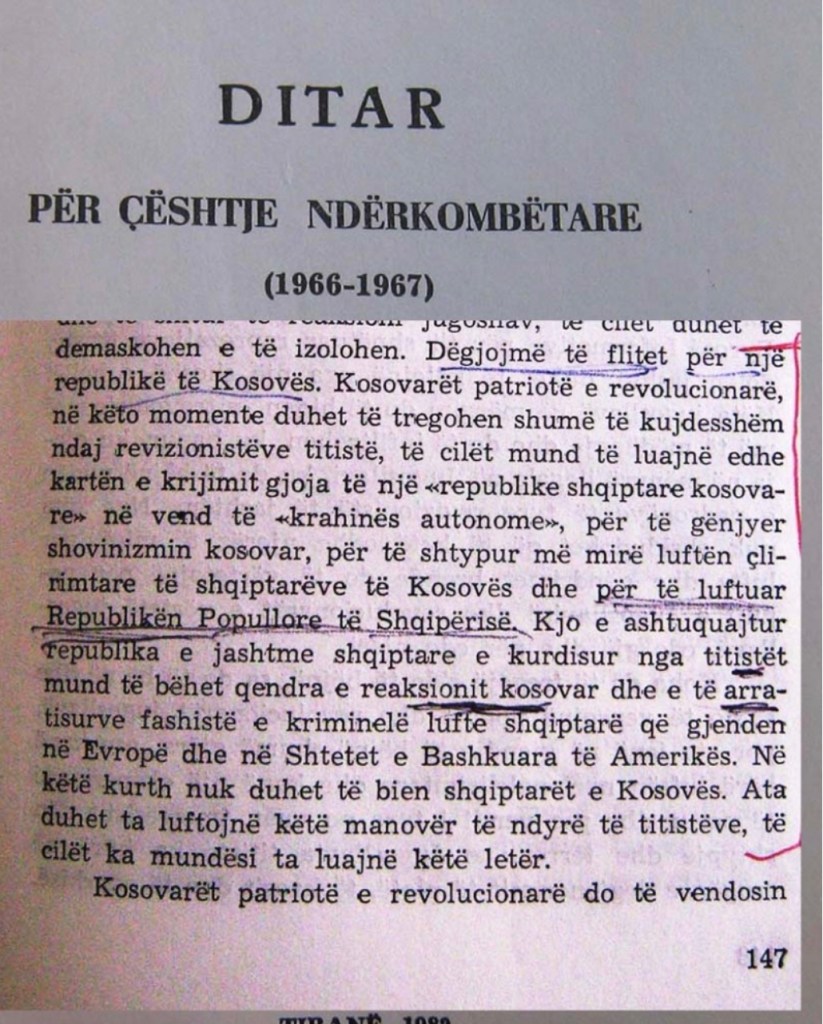 DITAR
PËR ÇËSHTJE NDËRKOMBËTARE
(1966-1967)
jugosllav, të cilët duhet të
demaskohen e të izolohen. Dëgjojmë të flitet për një
republikë të Kosovës. Kosovarët patriotë e revolucionarë,
në këto momente duhet të tregohen shumë të kujdesshëm
ndaj revizionistëve titistë, të cilët mund të luajnë edhe
kartën e krijimit gjoja të një «republike shqiptare kosova-
re» në vend të «krahinës autonome», për të gënjyer
shovinizmin kosovar, për të shtypur më mirë luftën çli-
rimtare të shqiptarëve të Kosovës dhe për të luftuar
Republikën Popullore të Shqipërisë. Kjo e ashtuquajtur
republika e jashtme shqiptare e kurdisur nga titistët
mund të bëhet qendra e reaksionit kosovar dhe e të arra-
tisurve fashistë e kriminelë lufte shqiptarë që gjenden
në Evropë dhe në Shtetet e Bashkuara të Amerikës. Në
këtë kurth nuk duhet të bien shqiptarët e Kosovës. Ata
duhet ta luftojnë këtë manovër të ndyrë të titistëve, të
cilët ka mundësi ta luajnë këtë letër.
Kosovarët patriotë e revolucionarë do të vendosin
147